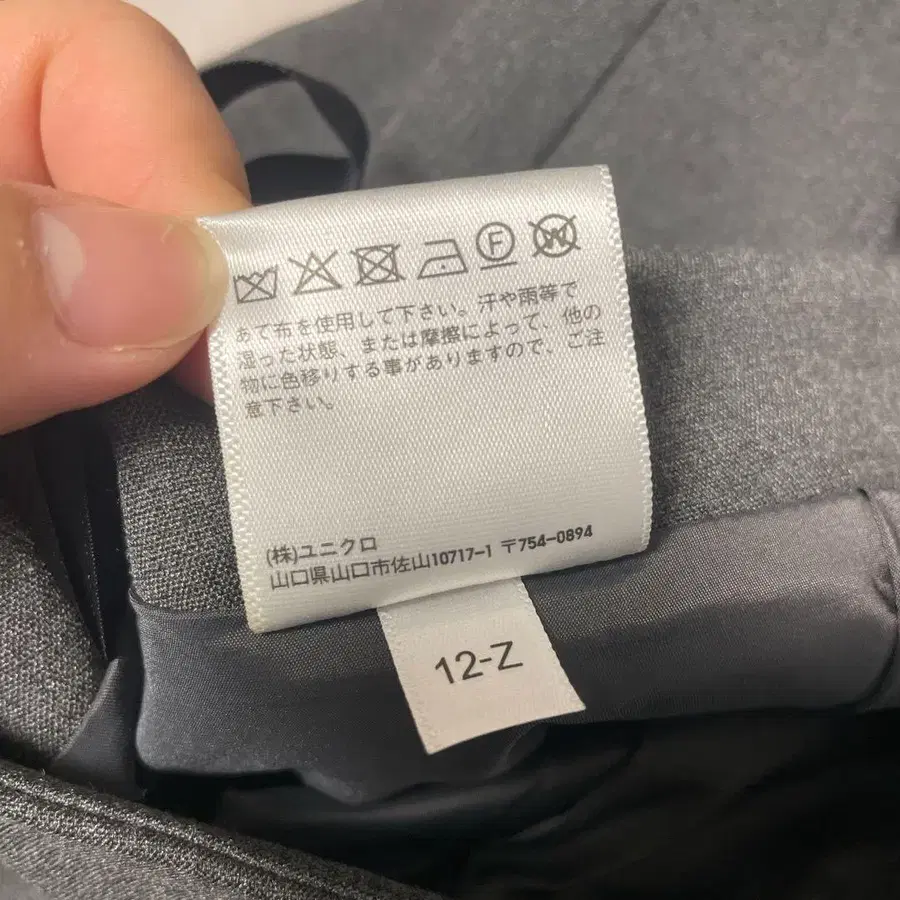 F W
あて布を使用して下さい。汗や雨等で
湿った状態、または摩擦によって、他の
物に色移りする事がありますので、ご注
意下さい。
(株)ユニクロ
山口県山口市佐山10717-1 〒754-0894
12-Z